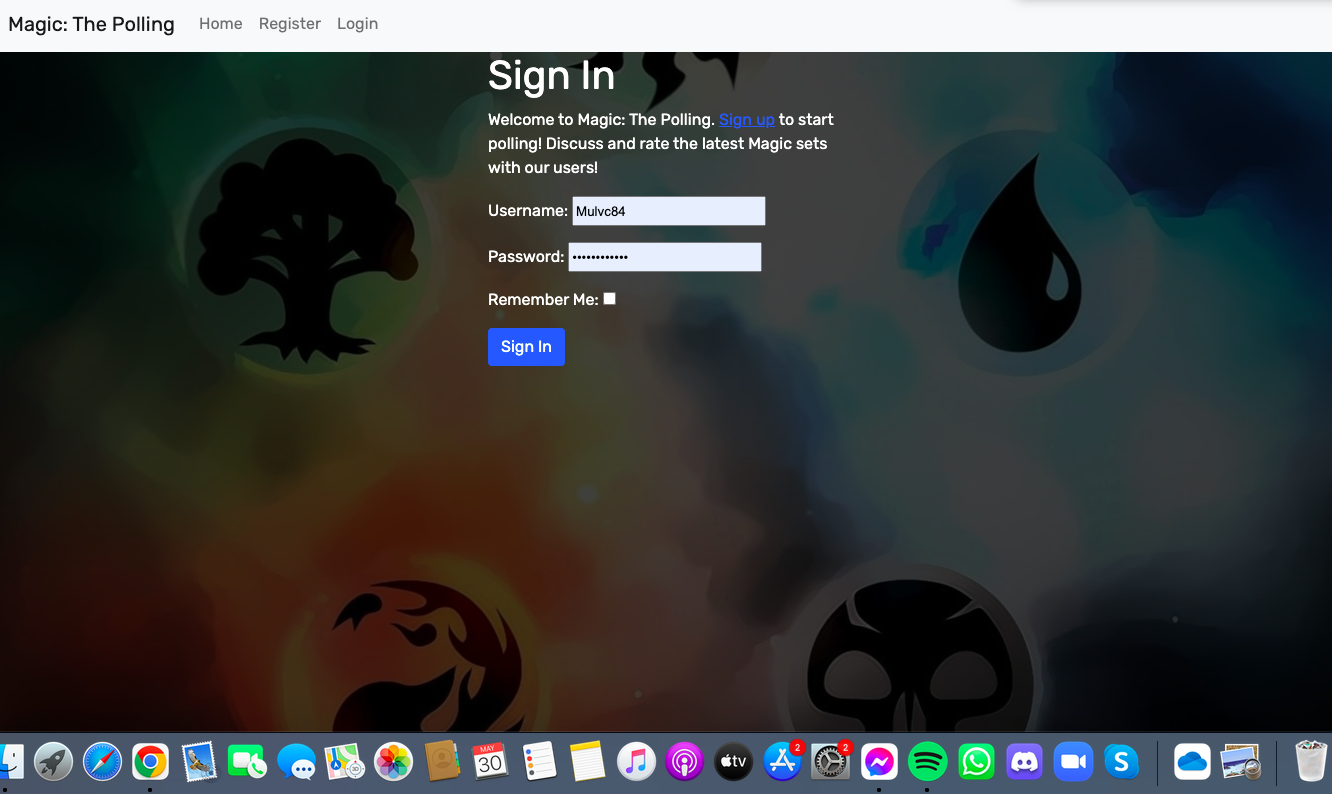 Magic: The Polling Home Register Login
Sign In
Welcome to Magic: The Polling. Sign up to start
polling! Discuss and rate the latest Magic sets
with our users!
Username: Mulvc84
Password: ••••••••••••
Remember Me:
Sign In
MAY
30
3D
tv
2
2
S